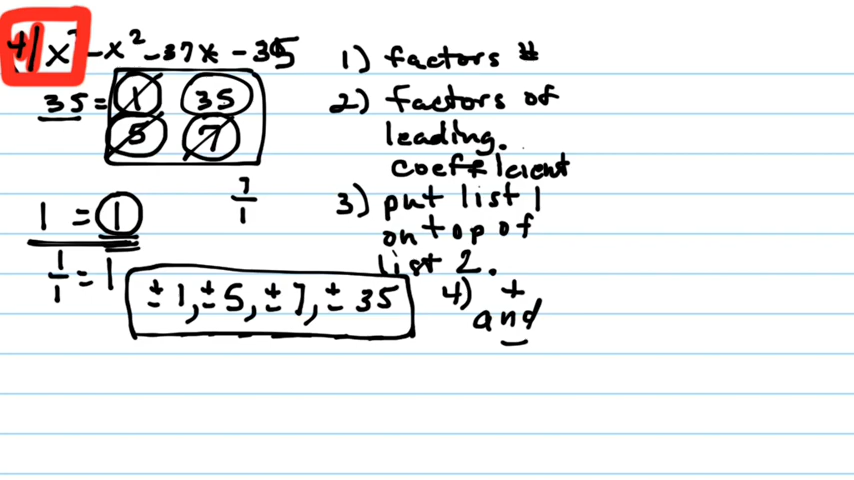 4) x³ - x² - 37x - 35
35 = 1 35
5 7
1 = 1
1/1 = 1
7/1
± 1, ± 5, ± 7, ± 35
1) factors #
2) factors of
leading.
coefficient
3) put list 1
on top of
list 2.
4) +
and
-